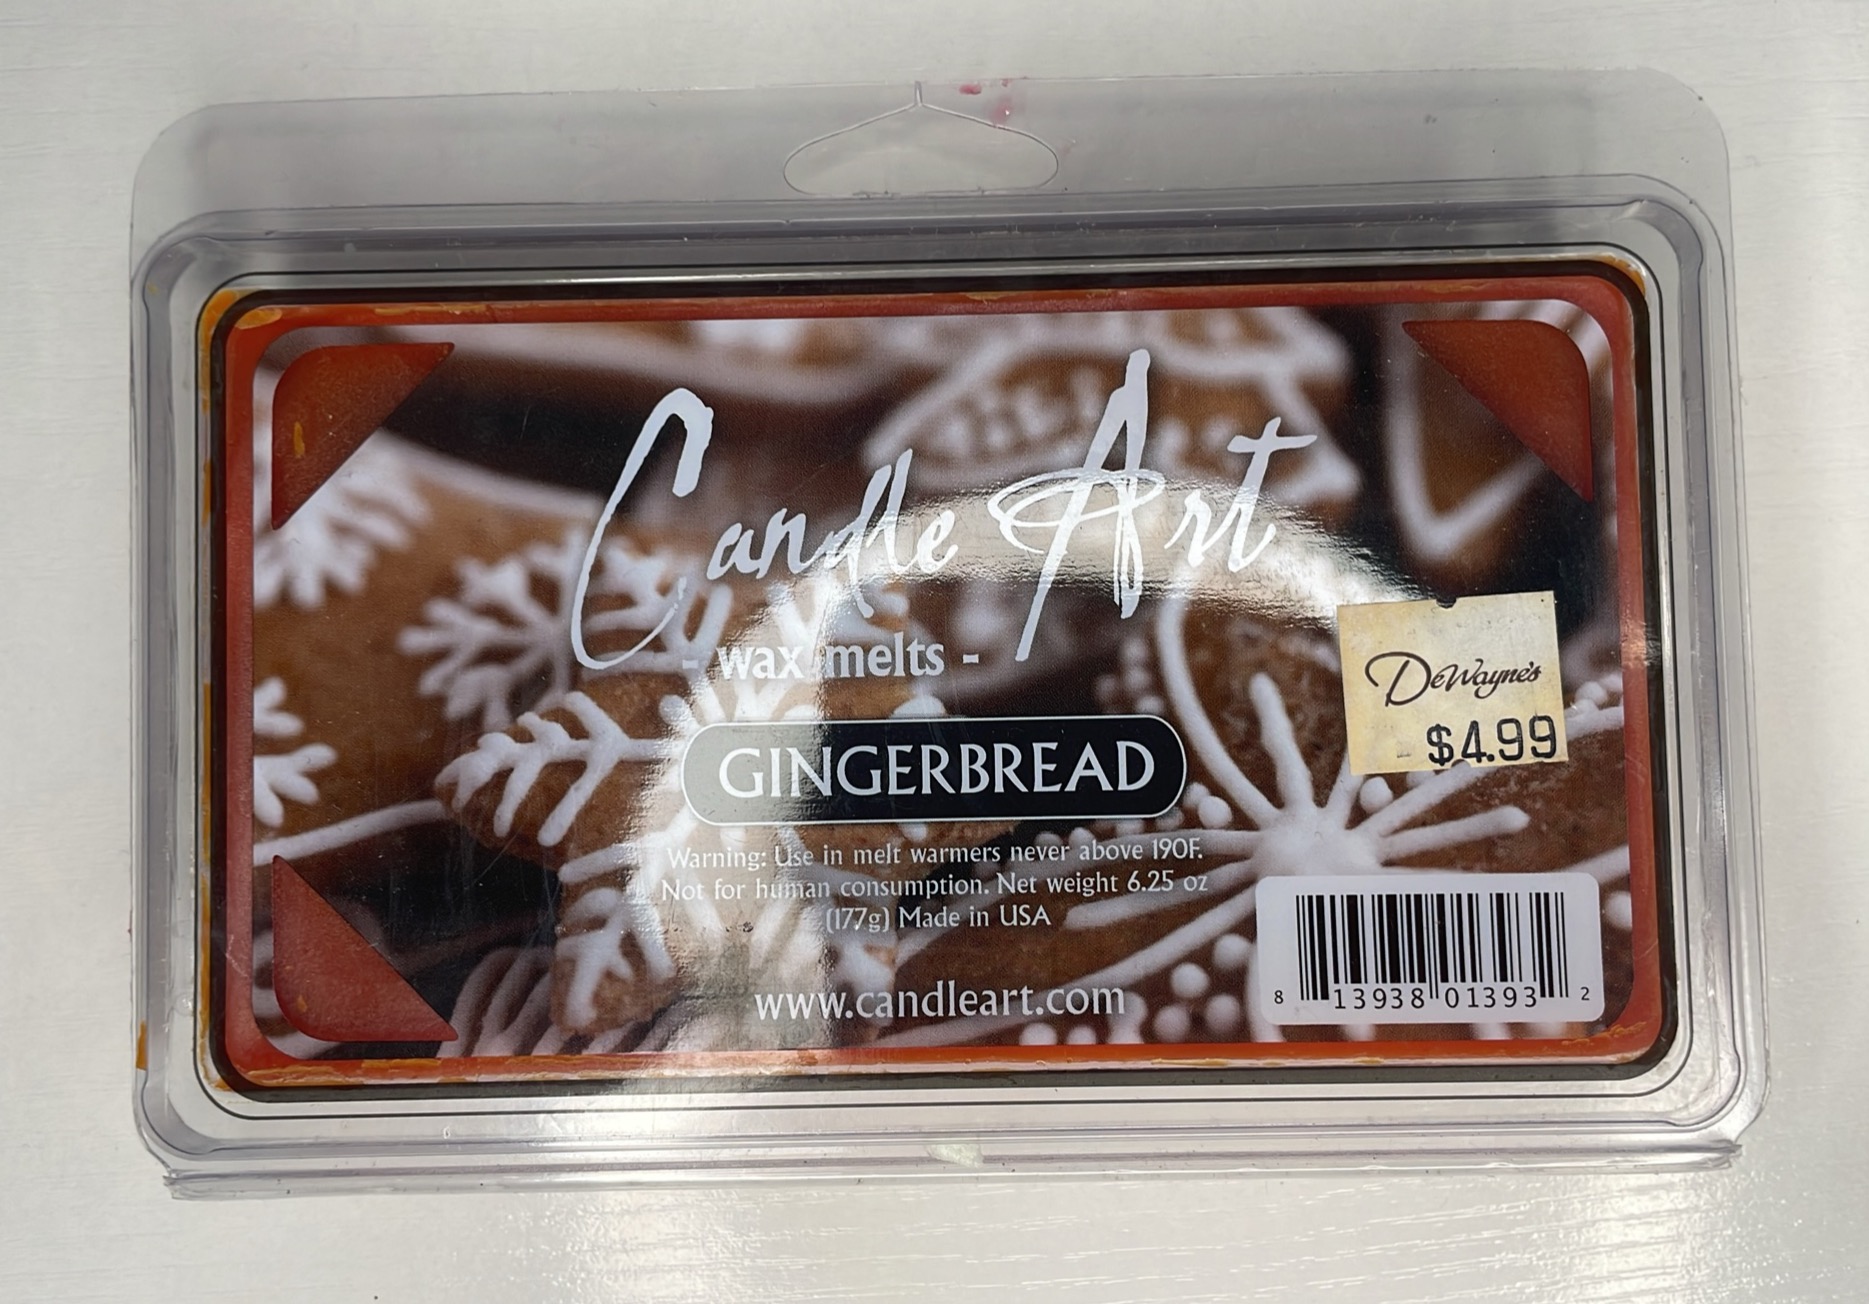 Candle Art
- wax melts -
GINGERBREAD
Warning: Use in melt warmers never above 190F.
Not for human consumption. Net weight 6.25 oz
(177g) Made in USA
www.candleart.com
DeWayne's
$4.99
8 13938 01393 2